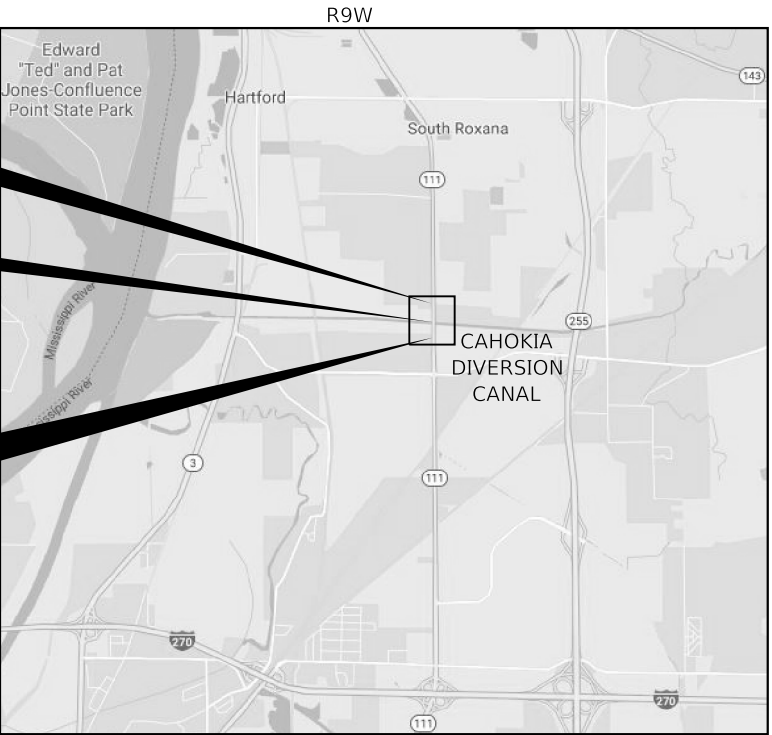 R9W
Edward
"Ted" and Pat
Jones-Confluence
Point State Park
143
Hartford
South Roxana
111
Mississippi River
255
CAHOKIA
DIVERSION
CANAL
ssissippi River
3
111
270
270
111